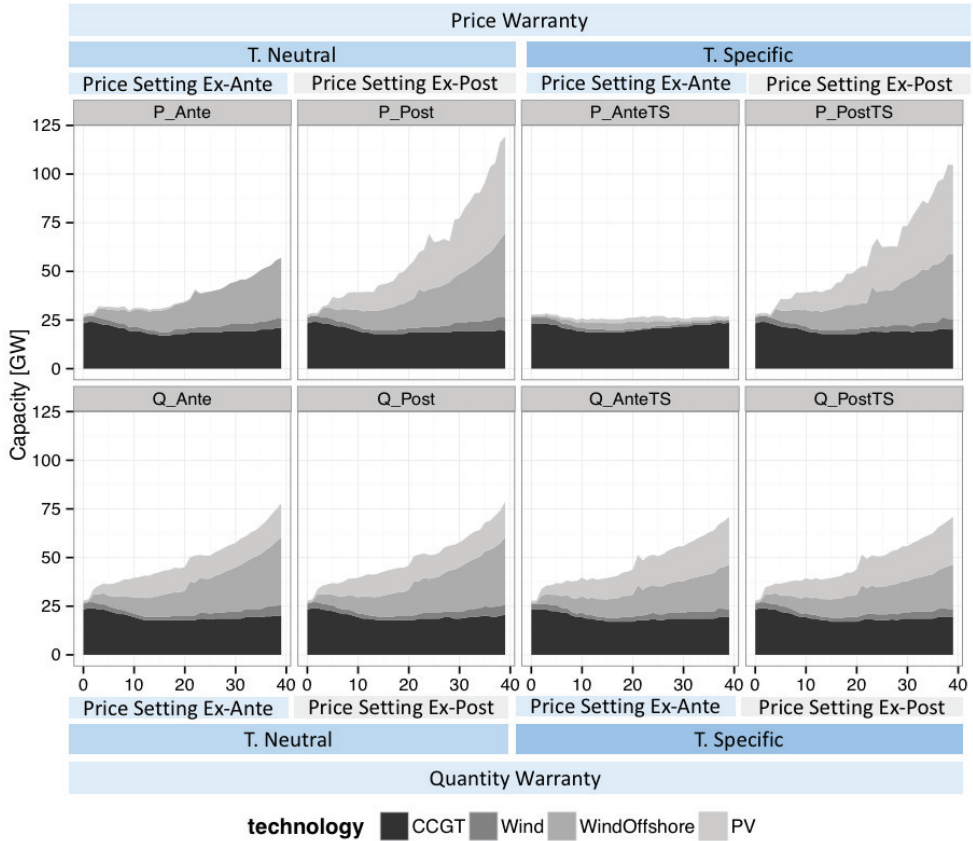 Price Warranty
T. Neutral T. Specific
Price Setting Ex-Ante Price Setting Ex-Post Price Setting Ex-Ante Price Setting Ex-Post
P_Ante P_Post P_AnteTS P_PostTS
125
100
75
50
25
0
Capacity [GW]
Q_Ante Q_Post Q_AnteTS Q_PostTS
125
100
75
50
25
0
0 10 20 30 40 0 10 20 30 40 0 10 20 30 40 0 10 20 30 40
Price Setting Ex-Ante Price Setting Ex-Post Price Setting Ex-Ante Price Setting Ex-Post
T. Neutral T. Specific
Quantity Warranty
technology CCGT Wind WindOffshore PV